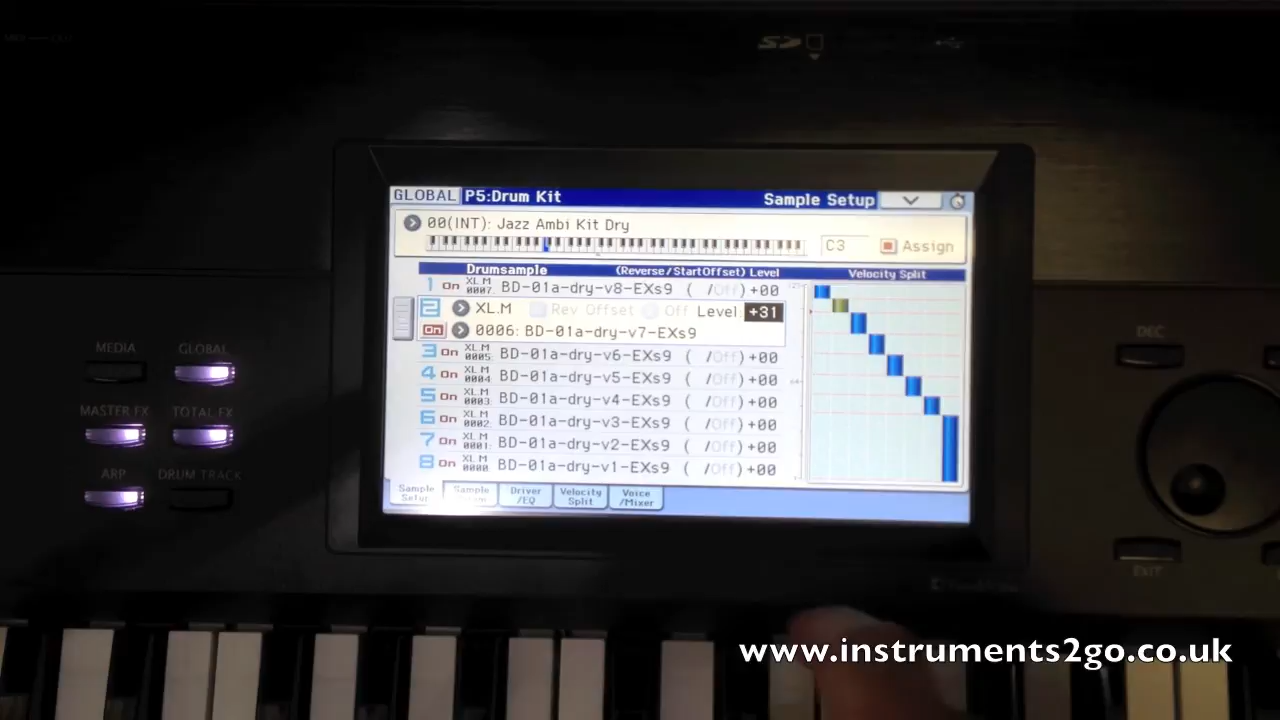 GLOBAL P5:Drum Kit Sample Setup
00(INT): Jazz Ambi Kit Dry
C3 Assign
Drumsample (Reverse/StartOffset) Level Velocity Split
1 On XL.M 0007: BD-01a-dry-v8-EXs9 ( /Off) +00
2 XL.M Rev Offset Off Level: +31
On 0006: BD-01a-dry-v7-EXs9
3 On XL.M 0005: BD-01a-dry-v6-EXs9 ( /Off) +00
4 On XL.M 0004: BD-01a-dry-v5-EXs9 ( /Off) +00
5 On XL.M 0003: BD-01a-dry-v4-EXs9 ( /Off) +00
6 On XL.M 0002: BD-01a-dry-v3-EXs9 ( /Off) +00
7 On XL.M 0001: BD-01a-dry-v2-EXs9 ( /Off) +00
8 On XL.M 0000: BD-01a-dry-v1-EXs9 ( /Off) +00
Sample Setup Sample Driver /EQ Velocity Split Voice /Mixer
MEDIA GLOBAL
MASTER FX TOTAL FX
ARP DRUM TRACK
DEC
EXIT
www.instruments2go.co.uk